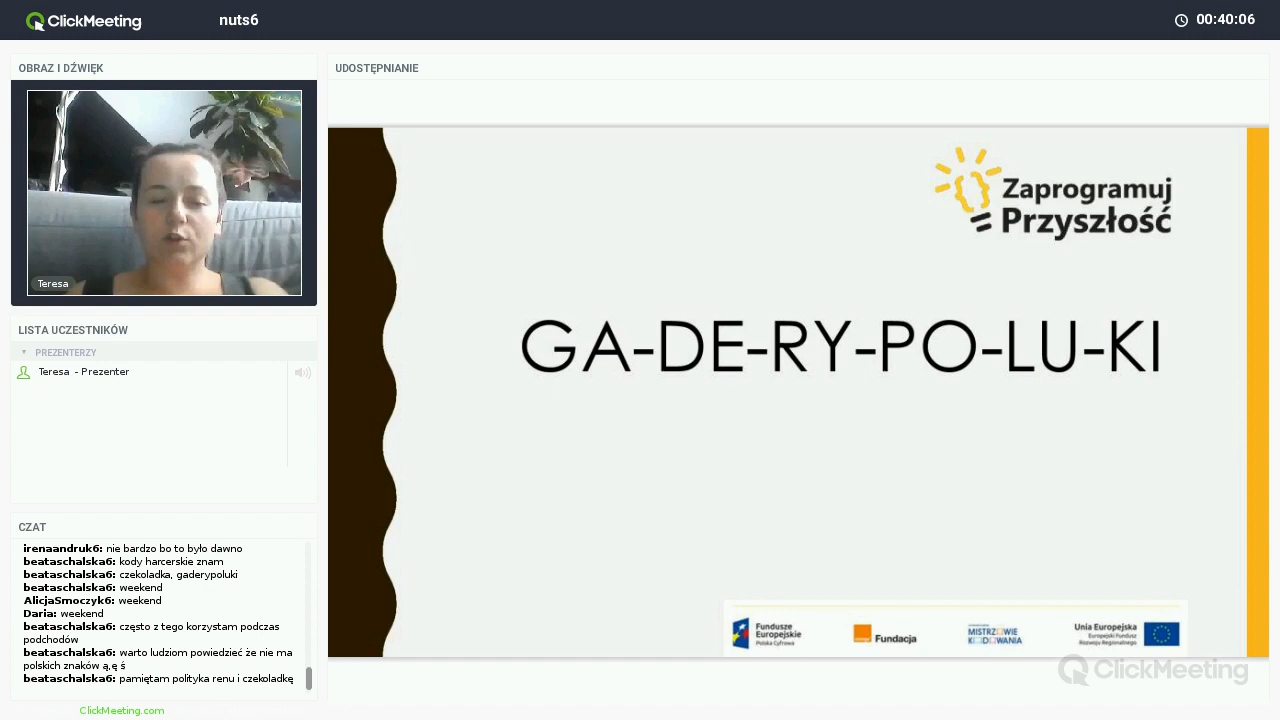 ClickMeeting
nuts6
00:40:06
OBRAZ I DŹWIĘK
Teresa
LISTA UCZESTNIKÓW
PREZENTERZY
Teresa - Prezenter
CZAT
irenaandruk6: nie bardzo bo to było dawno
beataschalska6: kody harcerskie znam
beataschalska6: czekoladka, gaderypoluki
beataschalska6: weekend
AlicjaSmoczyk6: weekend
Daria: weekend
beataschalska6: często z tego korzystam podczas
podchodów
beataschalska6: warto ludziom powiedzieć że nie ma
polskich znaków ą,ę ś
beataschalska6: pamiętam polityka renu i czekoladkę
ClickMeeting.com
UDOSTĘPNIANIE
Zaprogramuj
Przyszłość
GA-DE-RY-PO-LU-KI
Fundusze
Europejskie
Polska Cyfrowa
Fundacja
MISTRZOWIE
KODOWANIA
Unia Europejska
Europejski Fundusz
Rozwoju Regionalnego
ClickMeeting